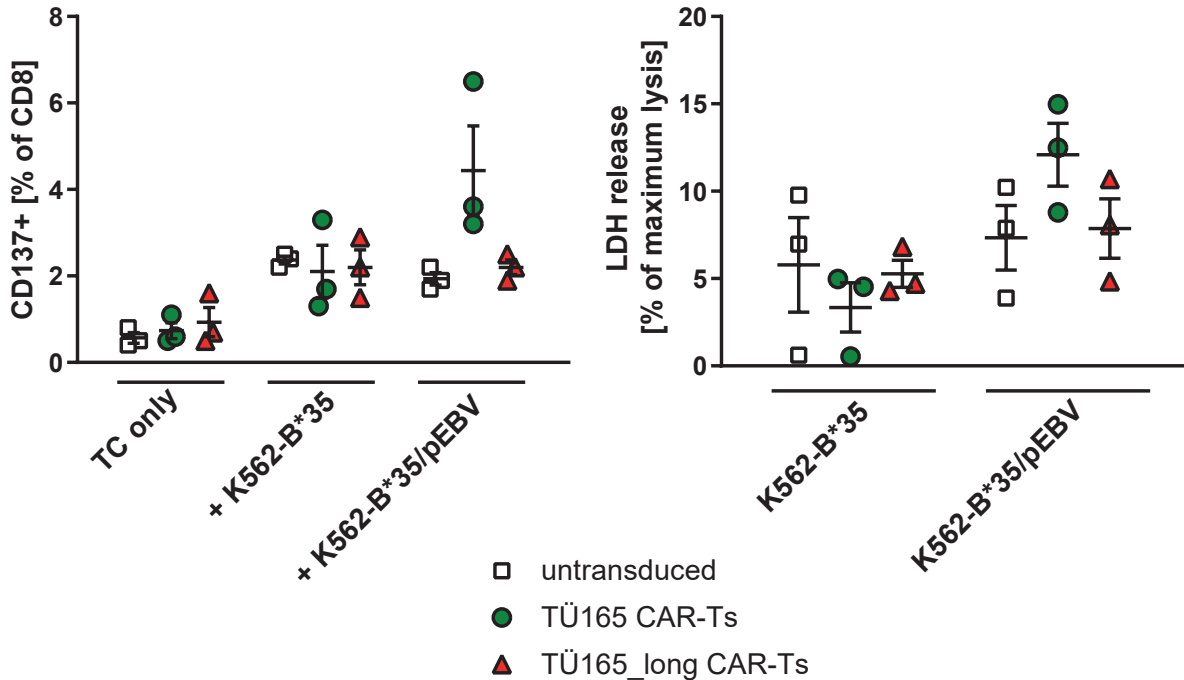 CD137+ [% of CD8]
8
6
4
2
0
TC only
+ K562-B*35
+ K562-B*35/pEBV
LDH release
[% of maximum lysis]
20
15
10
5
0
K562-B*35
K562-B*35/pEBV
untransduced
TÜ165 CAR-Ts
TÜ165_long CAR-Ts